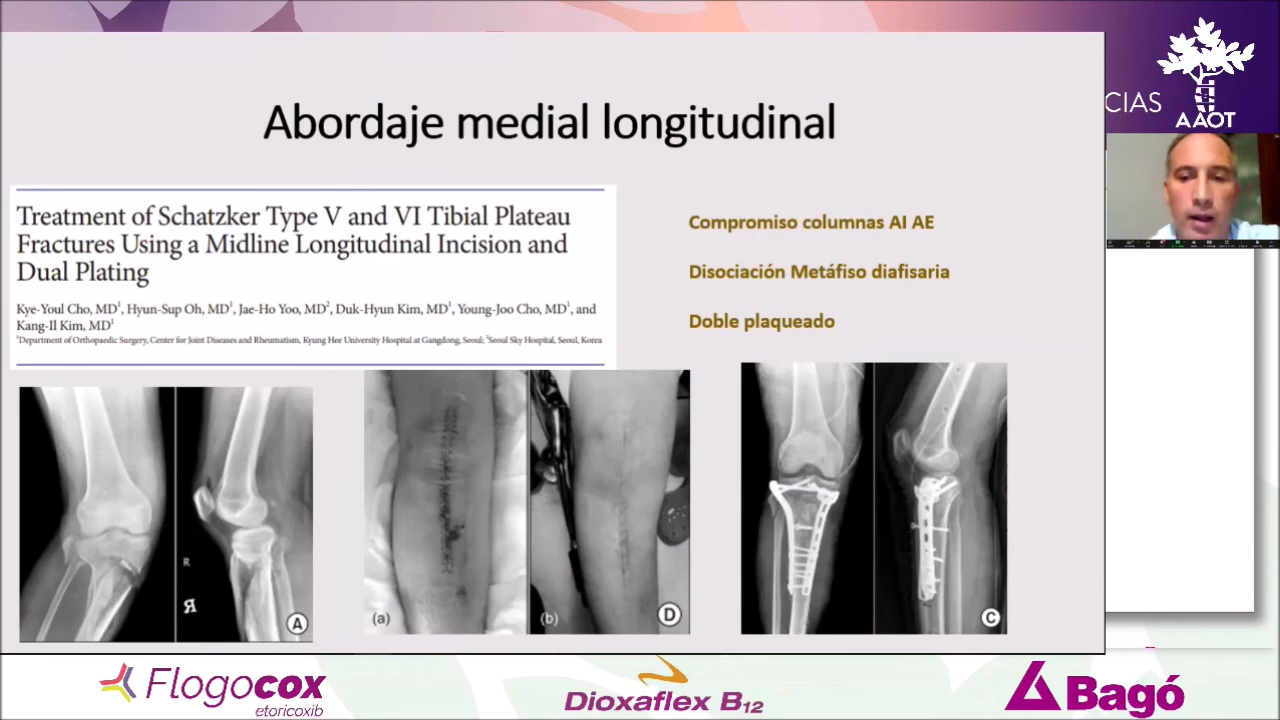 Abordaje medial longitudinal
CIAS
AAOT
Treatment of Schatzker Type V and VI Tibial Plateau
Fractures Using a Midline Longitudinal Incision and
Dual Plating
Kye-Youl Cho, MD¹, Hyun-Sup Oh, MD¹, Jae-Ho Yoo, MD², Duk-Hyun Kim, MD¹, Young-Joo Cho, MD¹, and
Kang-Il Kim, MD¹
¹Department of Orthopaedic Surgery, Center for Joint Diseases and Rheumatism, Kyung Hee University Hospital at Gangdong, Seoul; ²Seoul Sky Hospital, Seoul, Korea
Compromiso columnas AI AE
Disociación Metáfiso diafisaria
Doble plaqueado
R
R
A
(a)
(b)
D
C
Flogocox
etoricoxib
Dioxaflex B12
Bagó